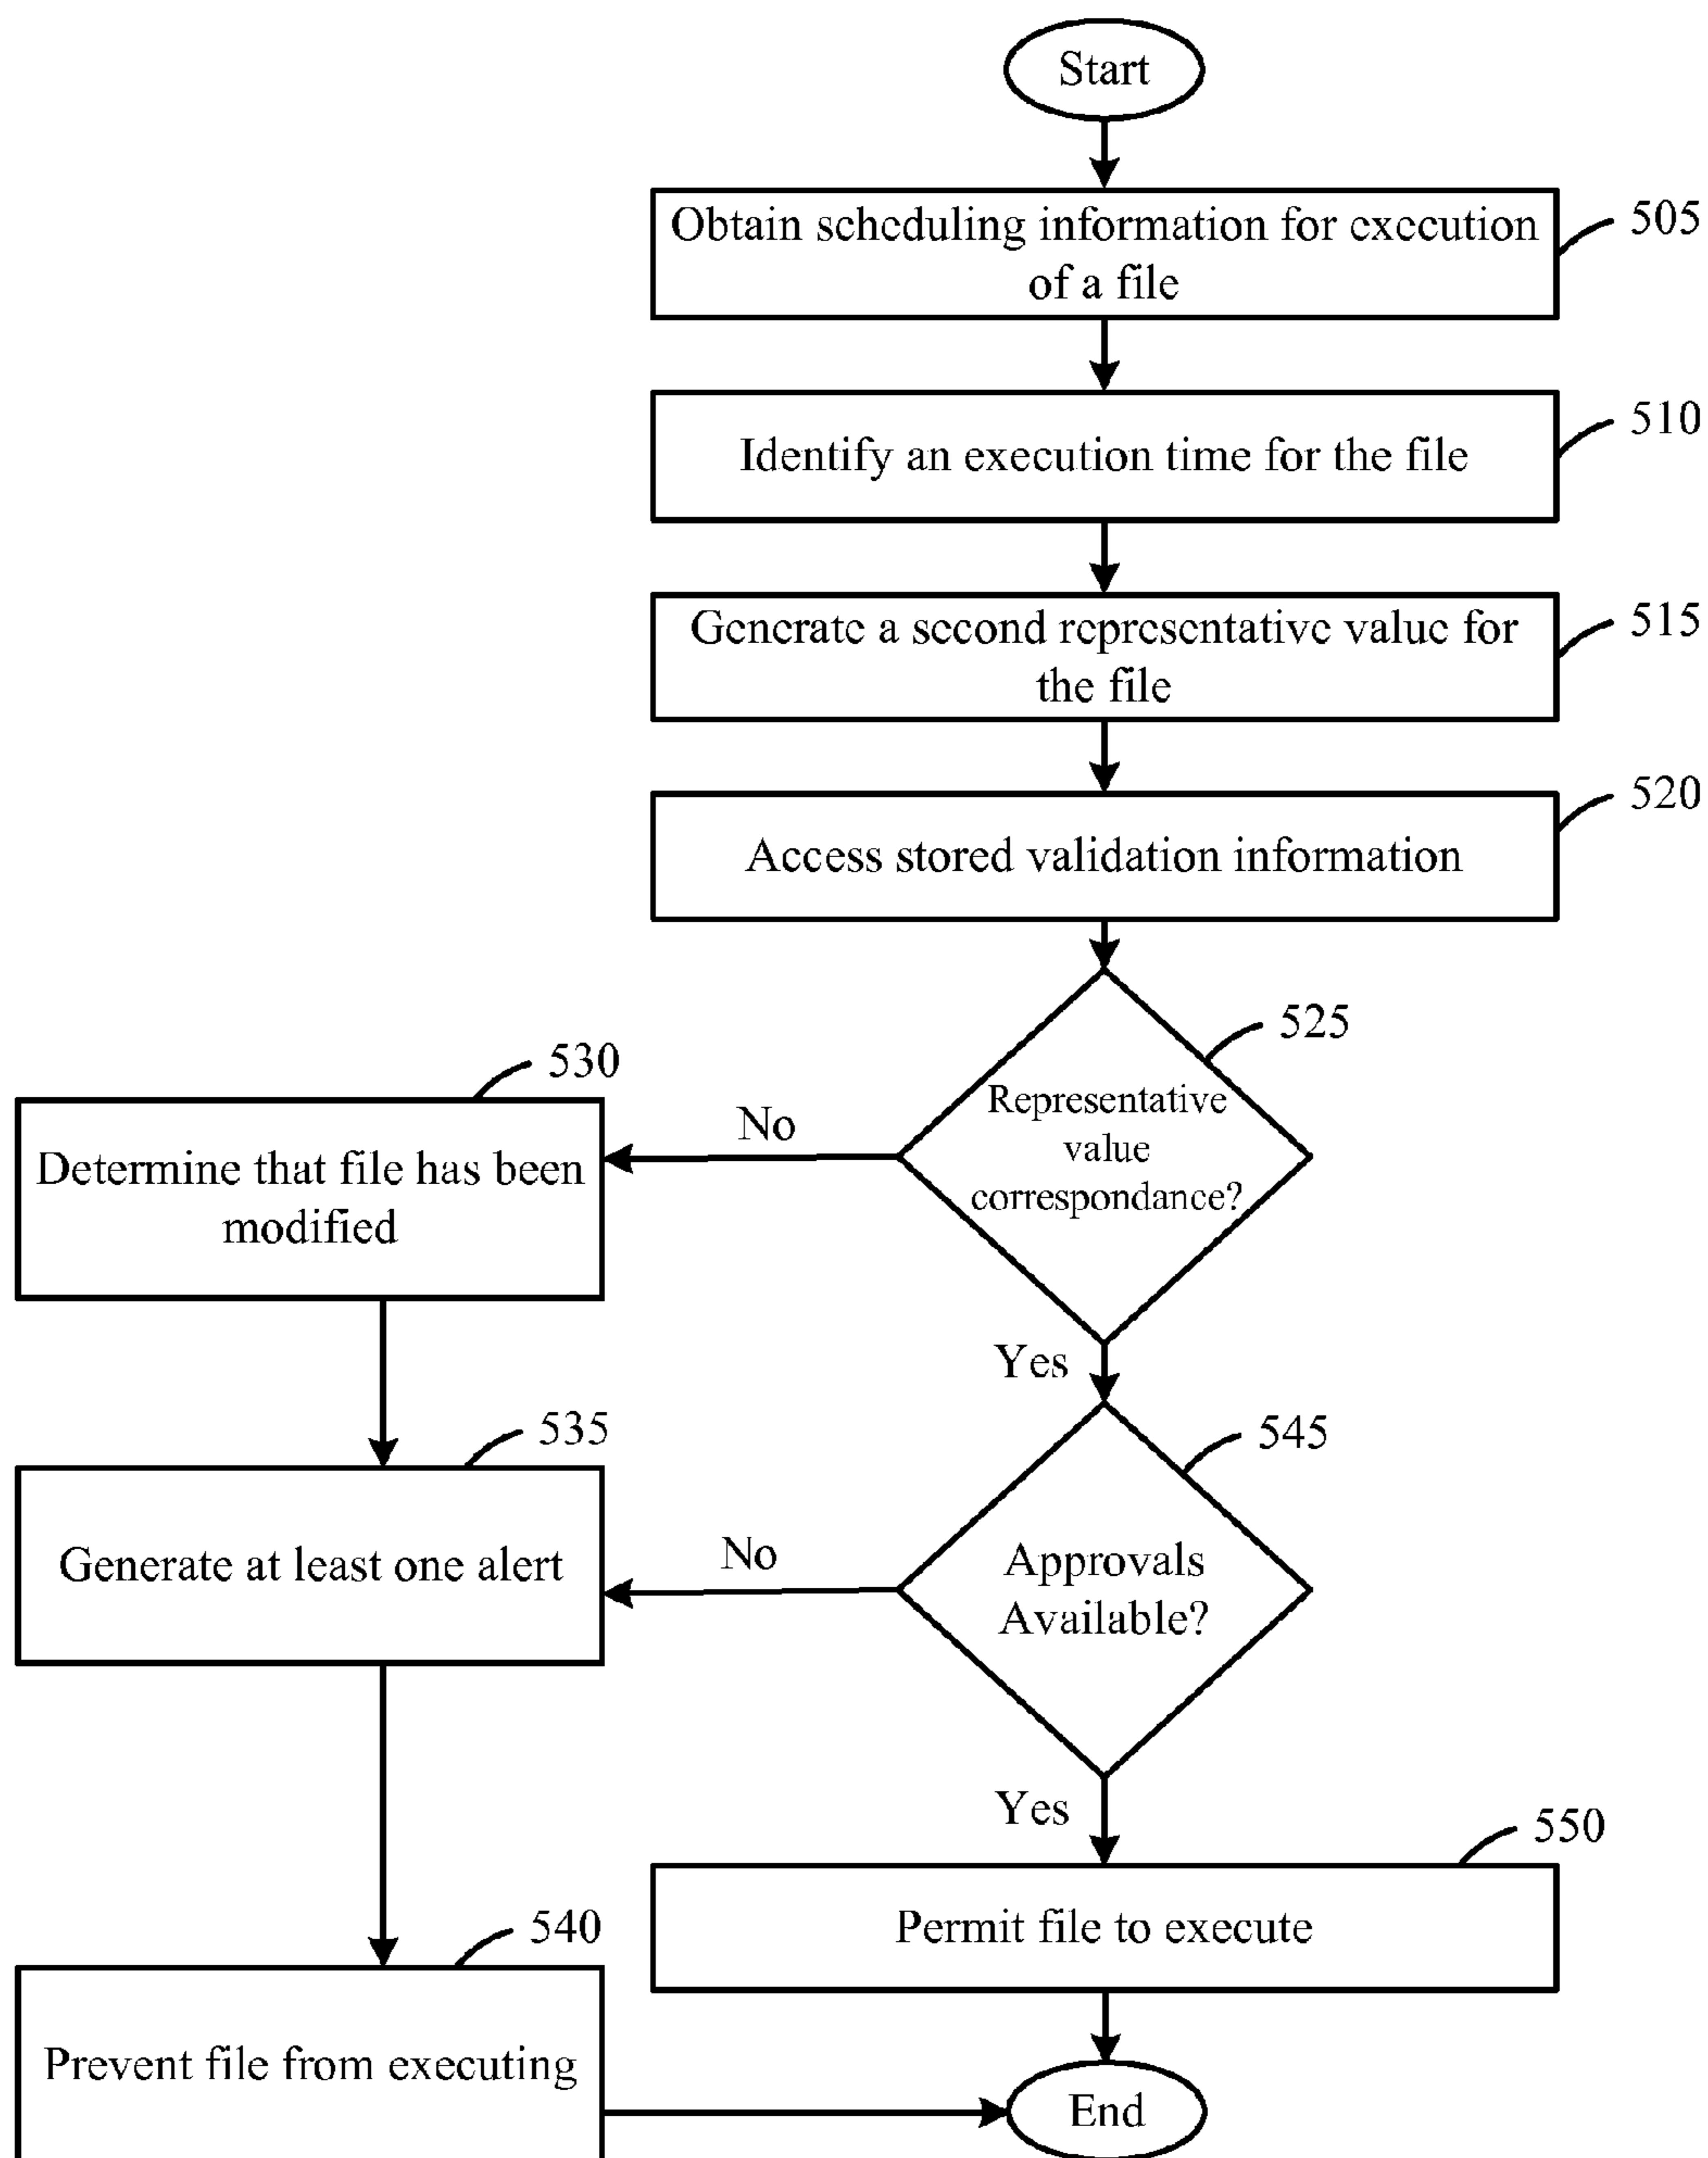 Start
Obtain scheduling information for execution
of a file
505
Identify an execution time for the file
510
Generate a second representative value for
the file
515
Access stored validation information
520
525
Representative
value
correspondance?
No
530
Determine that file has been
modified
Yes
535
Generate at least one alert
545
Approvals
Available?
No
Yes
550
Permit file to execute
540
Prevent file from executing
End